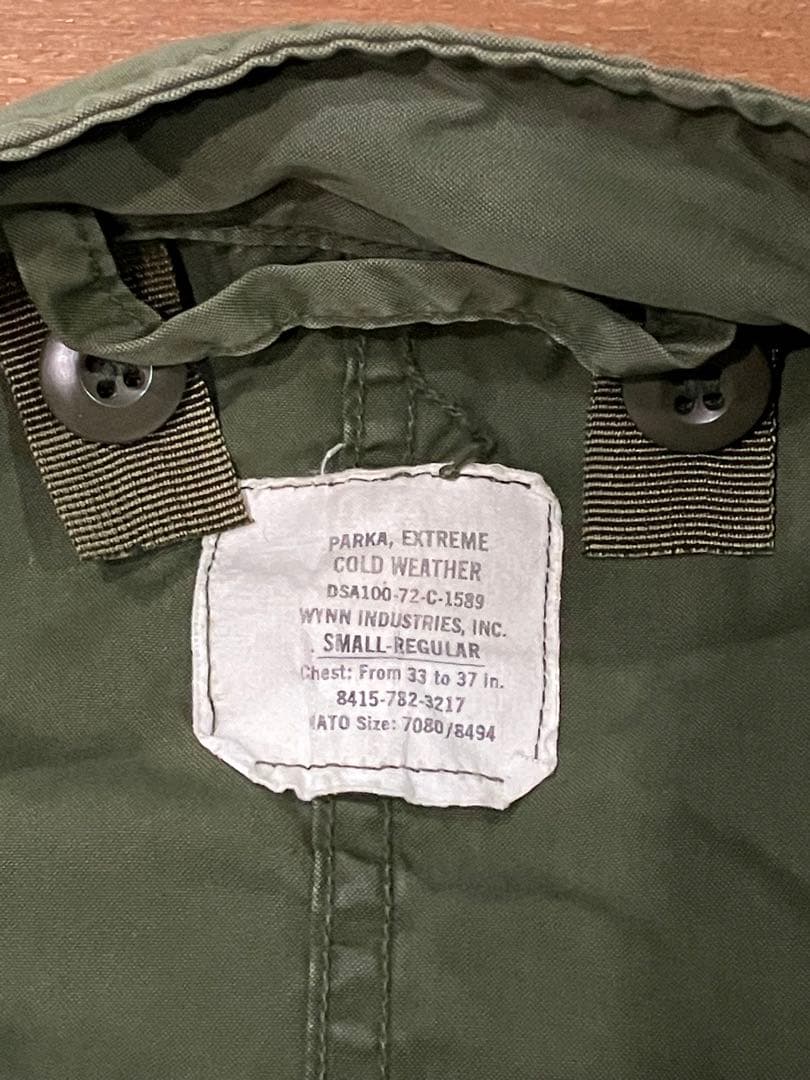 PARKA, EXTREME
COLD WEATHER
DSA100-72-C-1589
WYNN INDUSTRIES, INC.
SMALL-REGULAR
Chest: From 33 to 37 in.
8415-782-3217
NATO Size: 7080/8494